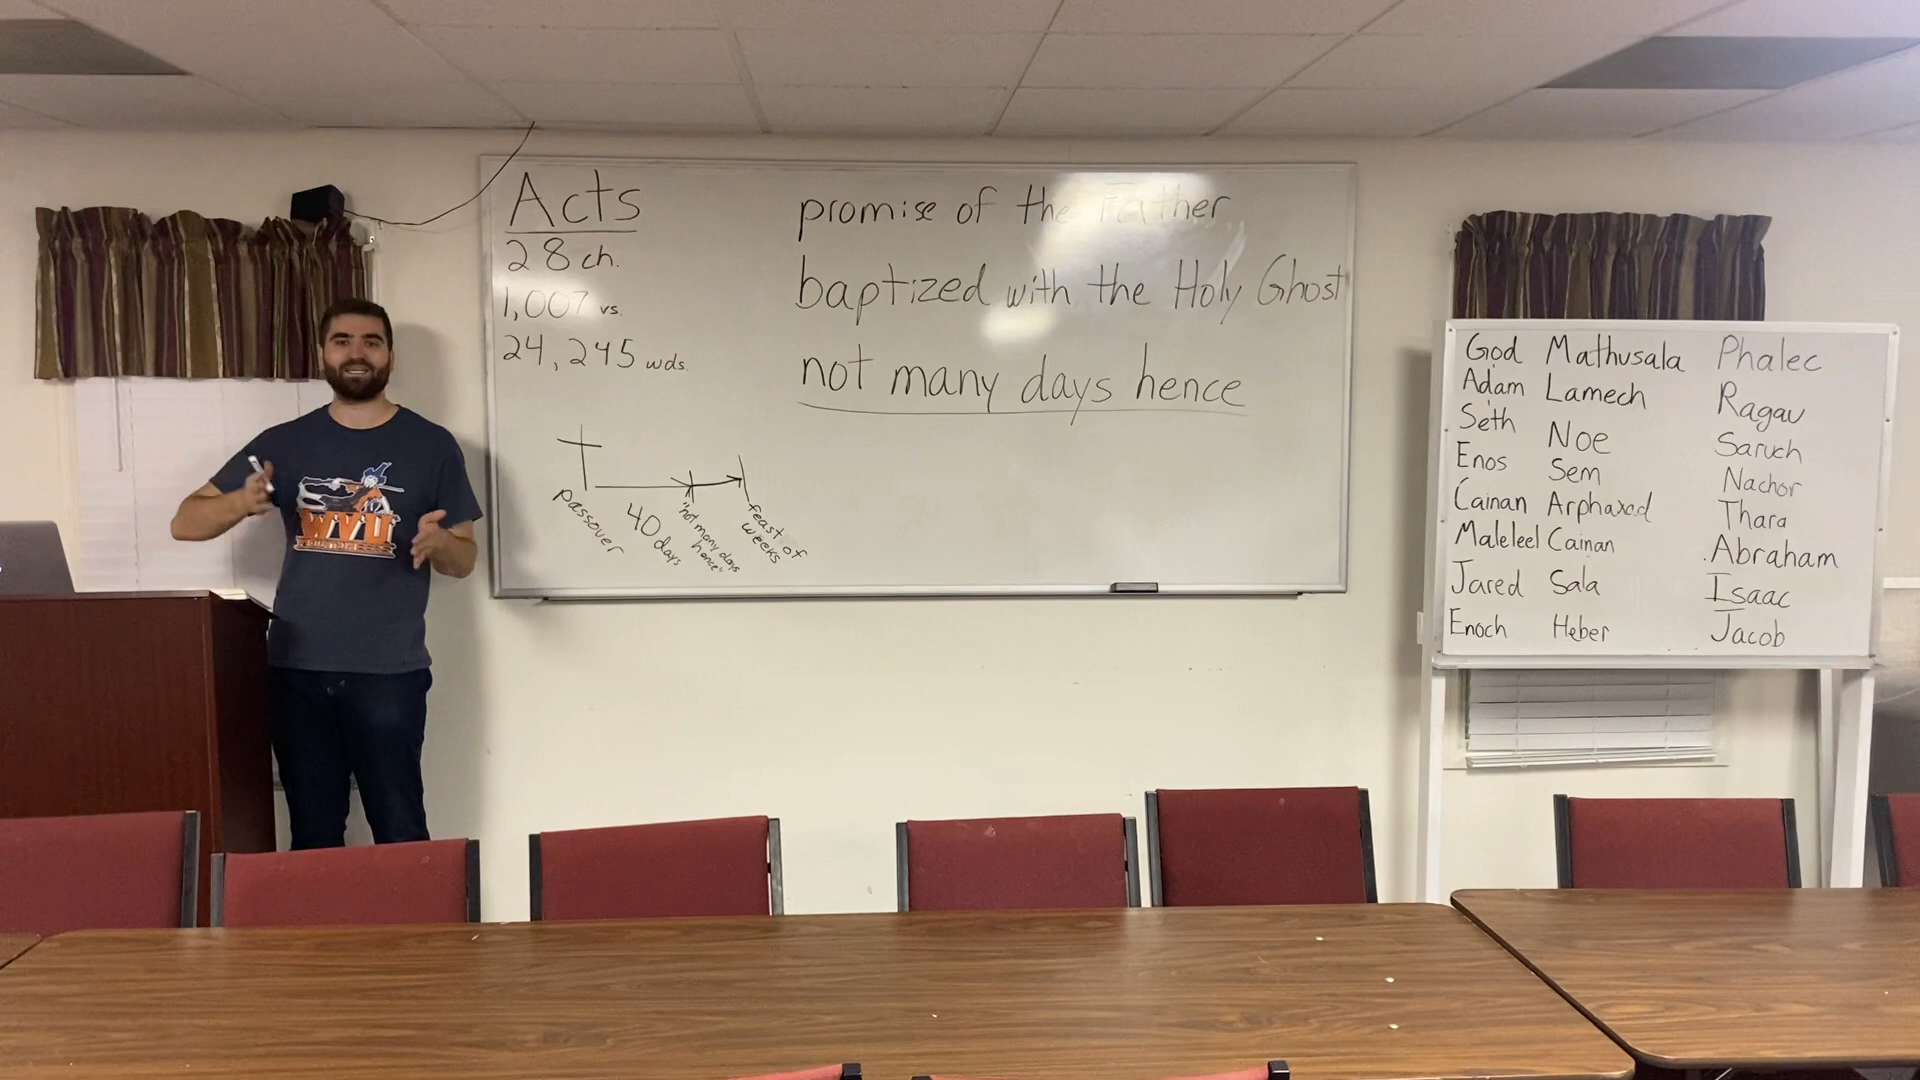 Acts
28 ch.
1,007 vs.
24,245 wds.
promise of the Father
baptized with the Holy Ghost
not many days hence
passover
40 days
"not many days
hence"
feast of
weeks
WVU
God
Adam
Seth
Enos
Cainan
Maleleel
Jared
Enoch
Mathusala
Lamech
Noe
Sem
Arphaxad
Cainan
Sala
Heber
Phalec
Ragau
Saruch
Nachor
Thara
Abraham
Isaac
Jacob